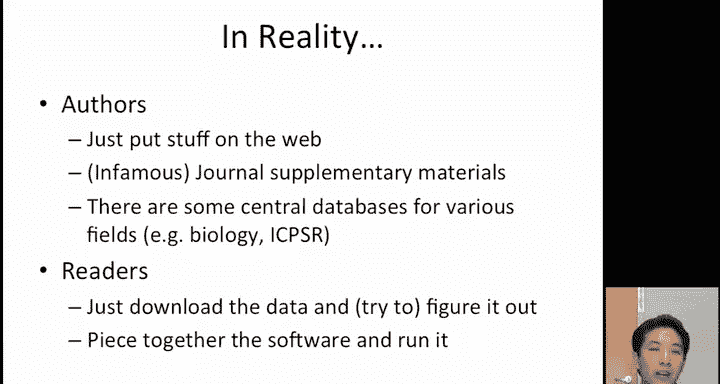 In Reality...
• Authors
– Just put stuff on the web
– (Infamous) Journal supplementary materials
– There are some central databases for various
fields (e.g. biology, ICPSR)
• Readers
– Just download the data and (try to) figure it out
– Piece together the software and run it